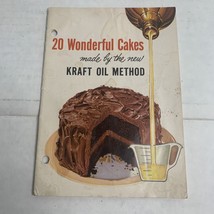 20 Wonderful Cakes
made by the new
KRAFT OIL METHOD